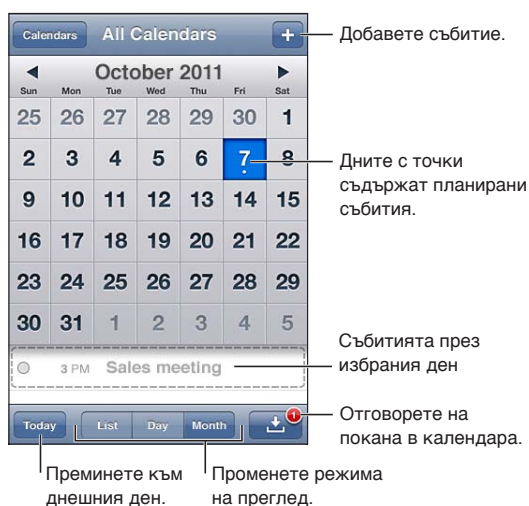 Calendars All Calendars +
Добавете събитие.
October 2011
Sun Mon Tue Wed Thu Fri Sat
25 26 27 28 29 30 1
2 3 4 5 6 7 8
Дните с точки
съдържат планирани
събития.
9 10 11 12 13 14 15
16 17 18 19 20 21 22
23 24 25 26 27 28 29
30 31 1 2 3 4 5
Събитията през
избрания ден
3 PM Sales meeting
Today List Day Month 1
Отговорете на
покана в календара.
Преминете към
днешния ден.
Променете режима
на преглед.